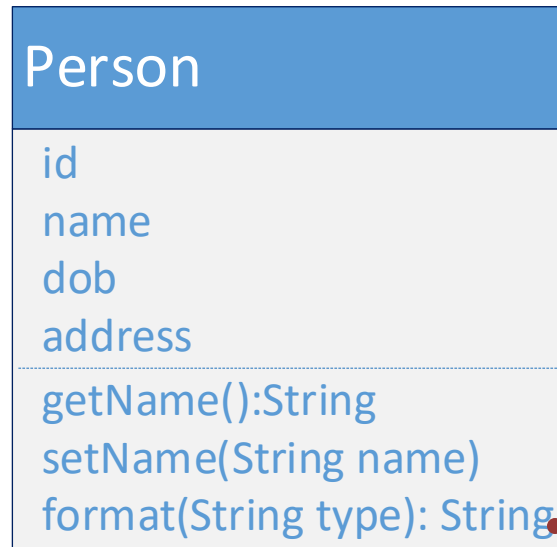 Person
id
name
dob
address
getName():String
setName(String name)
format(String type): String